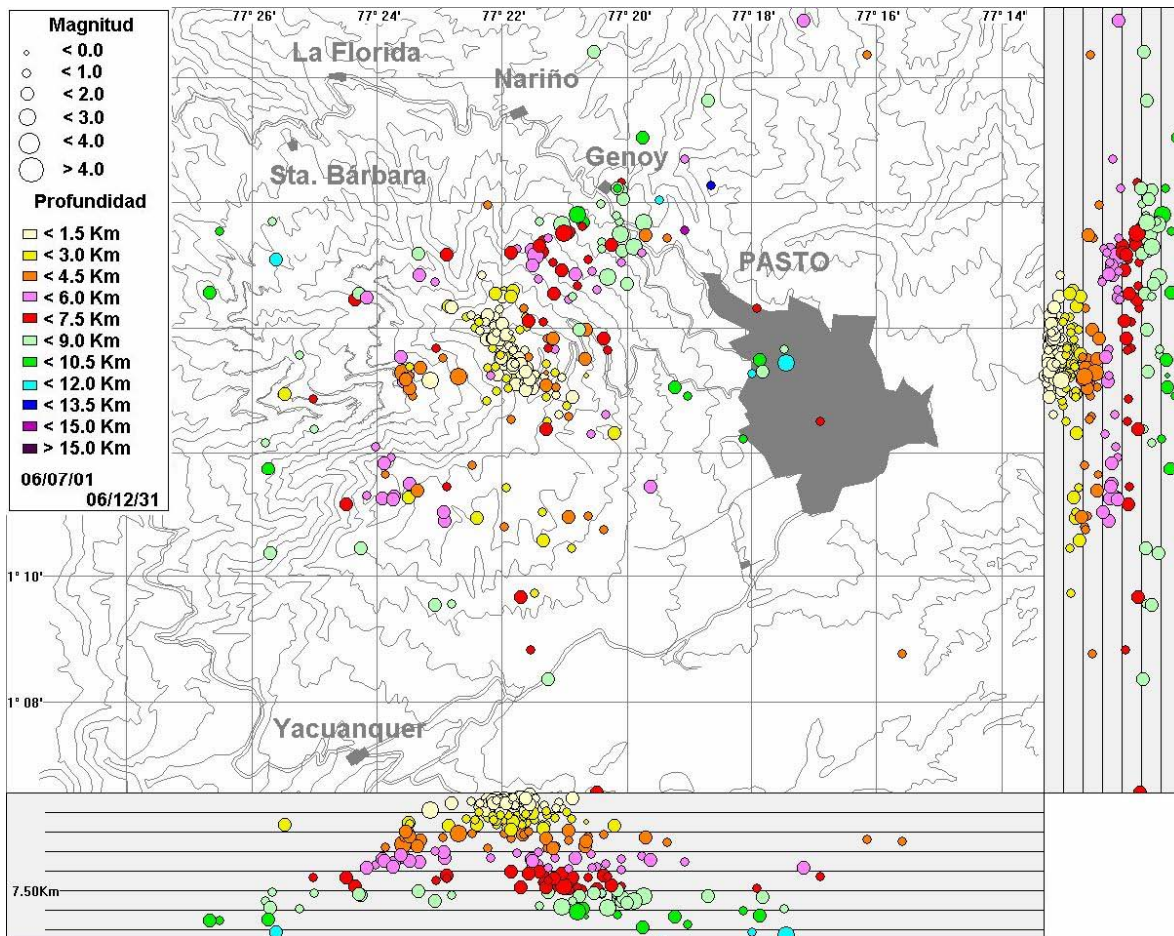 Magnitud
< 0.0
< 1.0
< 2.0
< 3.0
< 4.0
> 4.0
Profundidad
< 1.5 Km
< 3.0 Km
< 4.5 Km
< 6.0 Km
< 7.5 Km
< 9.0 Km
< 10.5 Km
< 12.0 Km
< 13.5 Km
< 15.0 Km
> 15.0 Km
06/07/01
06/12/31
77° 26' 77° 24' 77° 22' 77° 20' 77° 18' 77° 16' 77° 14'
La Florida
Nariño
Genoy
Sta. Bárbara
PASTO
1° 10'
1° 08'
Yacuanquer
7.50Km